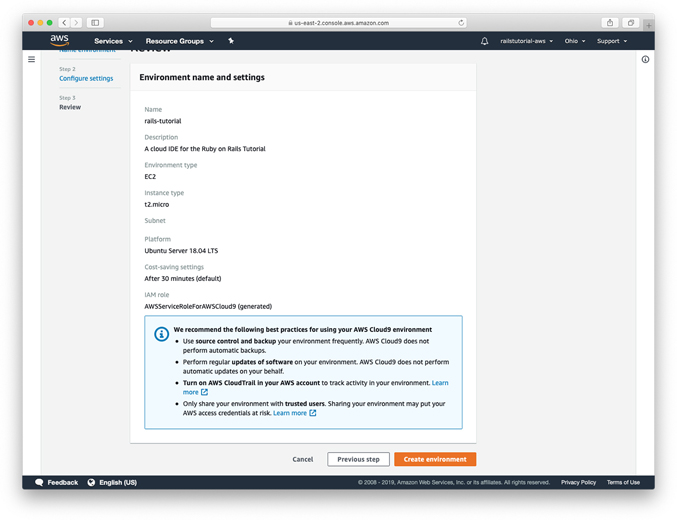 us-east-2.console.aws.amazon.com
aws
Services
Resource Groups
railstutorial-aws
Ohio
Support
Name environment
Review
Step 2
Configure settings
Step 3
Review
Environment name and settings
Name
rails-tutorial
Description
A cloud IDE for the Ruby on Rails Tutorial
Environment type
EC2
Instance type
t2.micro
Subnet
Platform
Ubuntu Server 18.04 LTS
Cost-saving settings
After 30 minutes (default)
IAM role
AWSServiceRoleForAWSCloud9 (generated)
We recommend the following best practices for using your AWS Cloud9 environment
Use source control and backup your environment frequently. AWS Cloud9 does not
perform automatic backups.
Perform regular updates of software on your environment. AWS Cloud9 does not perform
automatic updates on your behalf.
Turn on AWS CloudTrail in your AWS account to track activity in your environment. Learn
more
Only share your environment with trusted users. Sharing your environment may put your
AWS access credentials at risk. Learn more
Cancel
Previous step
Create environment
Feedback
English (US)
© 2008 - 2019, Amazon Web Services, Inc. or its affiliates. All rights reserved.
Privacy Policy
Terms of Use